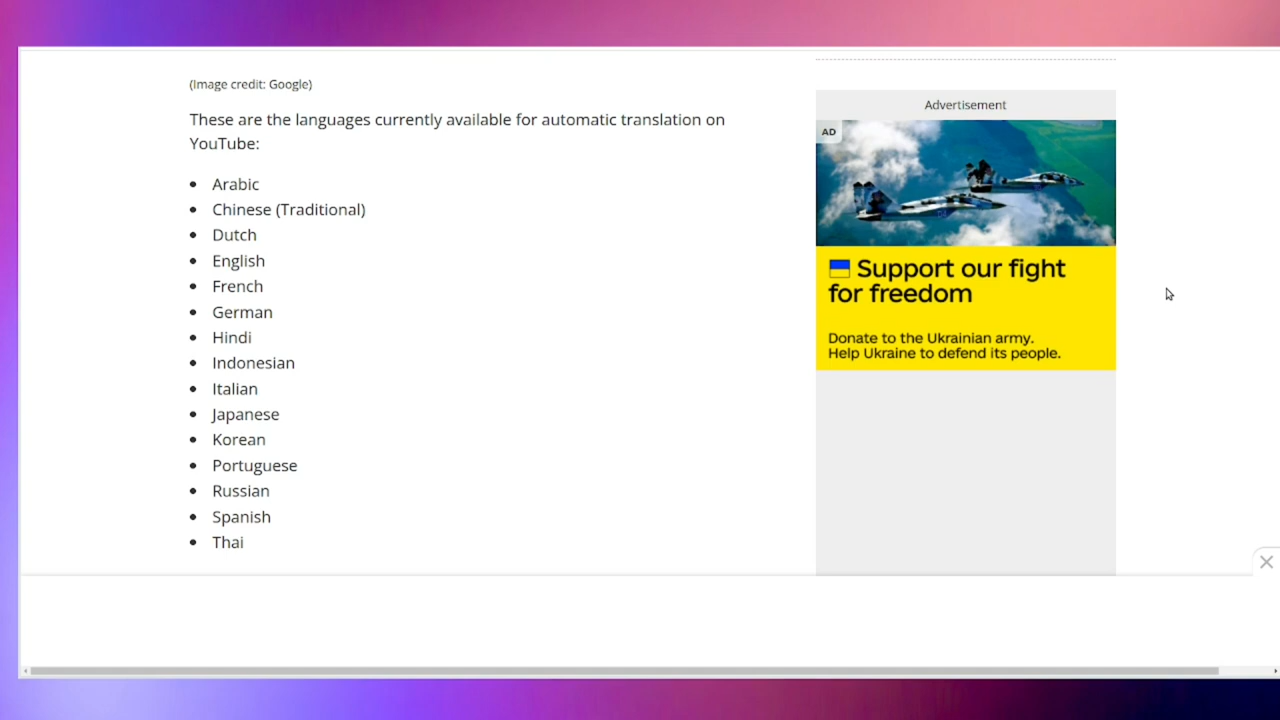 (Image credit: Google)
These are the languages currently available for automatic translation on
YouTube:
Arabic
Chinese (Traditional)
Dutch
English
French
German
Hindi
Indonesian
Italian
Japanese
Korean
Portuguese
Russian
Spanish
Thai
Advertisement
AD
Support our fight
for freedom
Donate to the Ukrainian army.
Help Ukraine to defend its people.